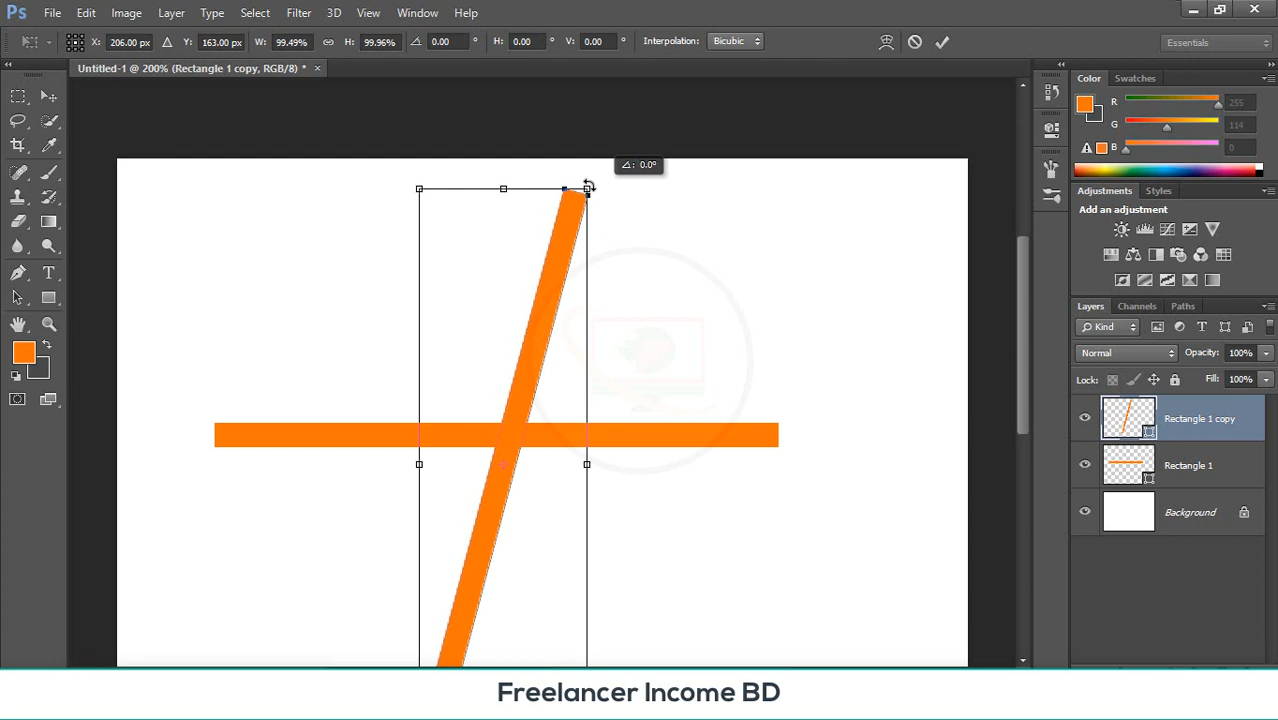 Ps File Edit Image Layer Type Select Filter 3D View Window Help
X: 206.00 px Y: 163.00 px W: 99.49% H: 99.96% 0.00 ° H: 0.00 ° V: 0.00 ° Interpolation: Bicubic Essentials
Untitled-1 @ 200% (Rectangle 1 copy, RGB/8) * ×
Color Swatches
R 255
G 114
B 0
Adjustments Styles
Add an adjustment
Layers Channels Paths
Kind
Normal Opacity: 100%
Lock: Fill: 100%
Rectangle 1 copy
Rectangle 1
Background
∠: 0.0°
Freelancer Income BD